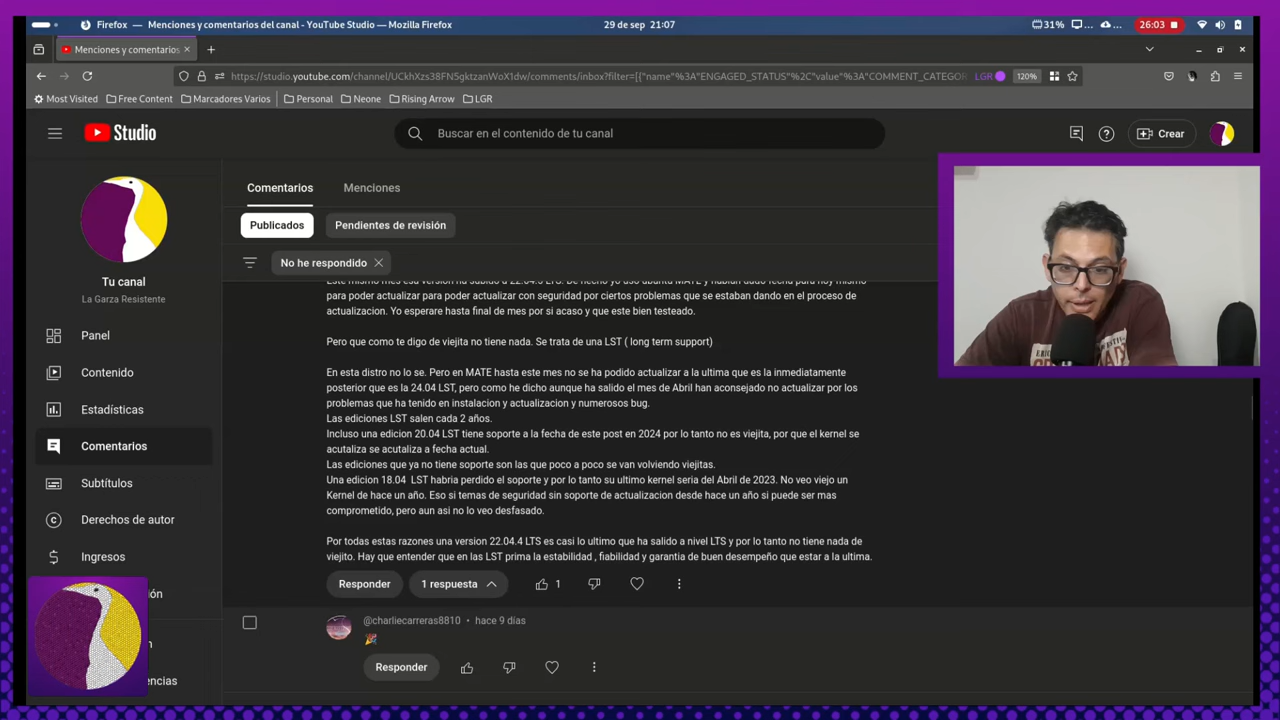 Firefox — Menciones y comentarios del canal - YouTube Studio — Mozilla Firefox
29 de sep 21:07
31%
26:03
Menciones y comentarios
https://studio.youtube.com/channel/UCkhXzs38FN5gktzanWoX1dw/comments/inbox?filter=[{"name"%3A"ENGAGED_STATUS"%2C"value"%3A"COMMENT_CATEGOR
LGR
120%
Most Visited
Free Content
Marcadores Varios
Personal
Neone
Rising Arrow
LGR
Studio
Buscar en el contenido de tu canal
Crear
Comentarios
Menciones
Publicados
Pendientes de revisión
No he respondido
Tu canal
La Garza Resistente
Panel
Contenido
Estadísticas
Comentarios
Subtítulos
Derechos de autor
Ingresos
ión
n
encias
para poder actualizar para poder actualizar con seguridad por ciertos problemas que se estaban dando en el proceso de
actualizacion. Yo esperare hasta final de mes por si acaso y que este bien testeado.
Pero que como te digo de viejita no tiene nada. Se trata de una LST ( long term support)
En esta distro no lo se. Pero en MATE hasta este mes no se ha podido actualizar a la ultima que es la inmediatamente
posterior que es la 24.04 LST, pero como he dicho aunque ha salido el mes de Abril han aconsejado no actualizar por los
problemas que ha tenido en instalacion y actualizacion y numerosos bug.
Las ediciones LST salen cada 2 años.
Incluso una edicion 20.04 LST tiene soporte a la fecha de este post en 2024 por lo tanto no es viejita, por que el kernel se
acutaliza se acutaliza a fecha actual.
Las ediciones que ya no tiene soporte son las que poco a poco se van volviendo viejitas.
Una edicion 18.04 LST habria perdido el soporte y por lo tanto su ultimo kernel seria del Abril de 2023. No veo viejo un
Kernel de hace un año. Eso si temas de seguridad sin soporte de actualizacion desde hace un año si puede ser mas
comprometido, pero aun asi no lo veo desfasado.
Por todas estas razones una version 22.04.4 LTS es casi lo ultimo que ha salido a nivel LTS y por lo tanto no tiene nada de
viejito. Hay que entender que en las LST prima la estabilidad , fiabilidad y garantia de buen desempeño que estar a la ultima.
Responder
1 respuesta
1
@charliecarreras8810 • hace 9 días
Responder